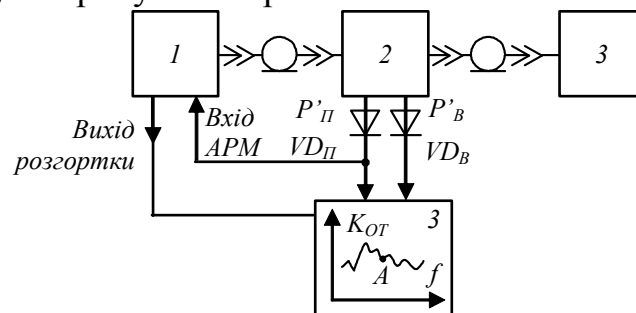 1
2
3
Вихід
розгортки
Вхід
АРМ
P'П
P'В
VDП
VDВ
KОТ
3
A
f